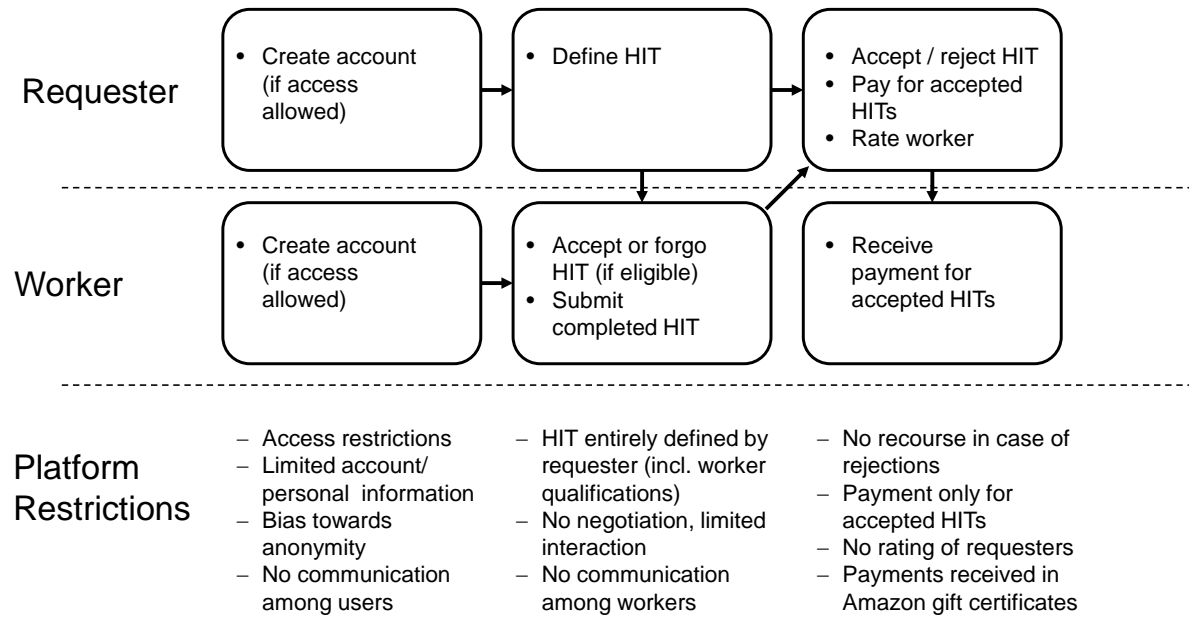 Requester
• Create account
(if access
allowed)
• Define HIT
• Accept / reject HIT
• Pay for accepted
HITs
• Rate worker
Worker
• Create account
(if access
allowed)
• Accept or forgo
HIT (if eligible)
• Submit
completed HIT
• Receive
payment for
accepted HITs
Platform
Restrictions
– Access restrictions
– Limited account/
personal information
– Bias towards
anonymity
– No communication
among users
– HIT entirely defined by
requester (incl. worker
qualifications)
– No negotiation, limited
interaction
– No communication
among workers
– No recourse in case of
rejections
– Payment only for
accepted HITs
– No rating of requesters
– Payments received in
Amazon gift certificates